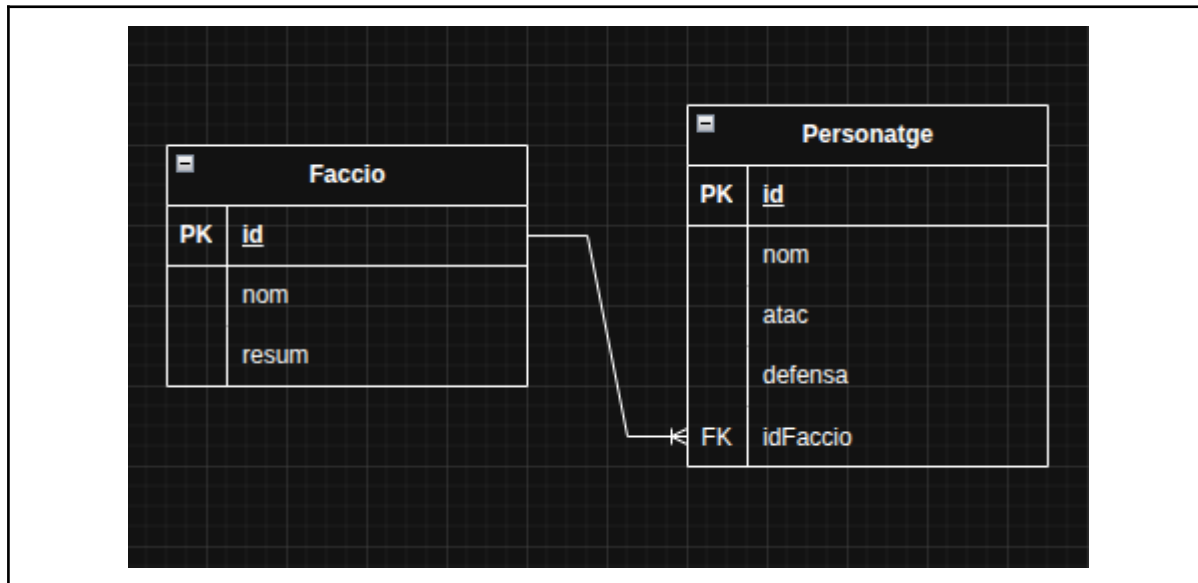 Faccio
PK id
nom
resum
Personatge
PK id
nom
atac
defensa
FK idFaccio